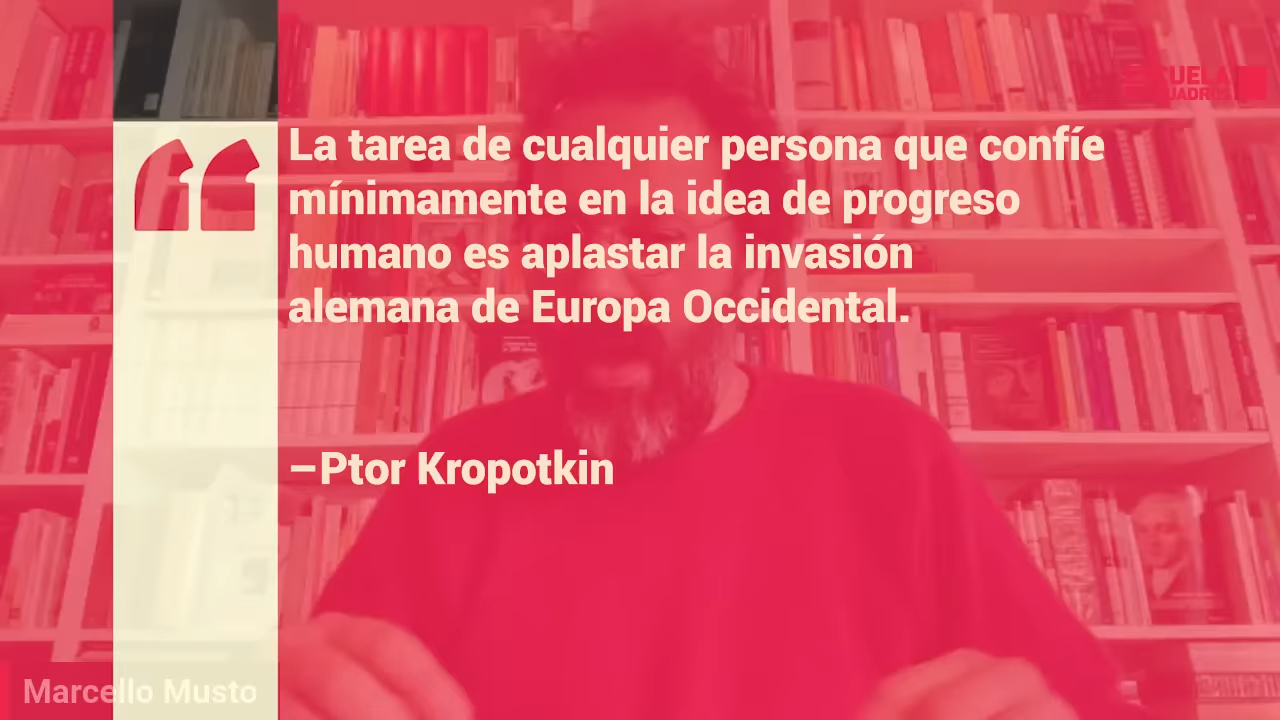 La tarea de cualquier persona que confíe
mínimamente en la idea de progreso
humano es aplastar la invasión
alemana de Europa Occidental.
–Ptor Kropotkin
Marcello Musto